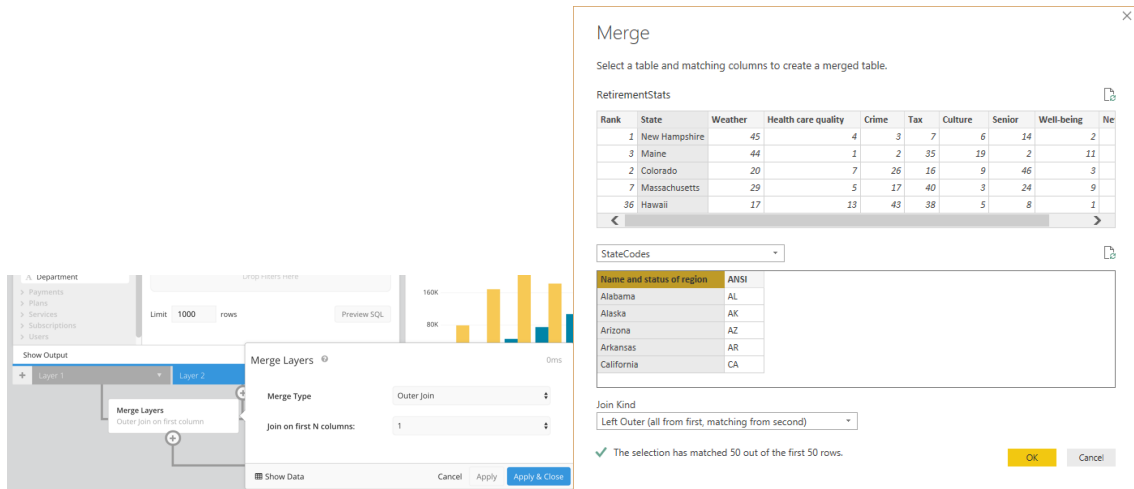 A Department
> Payments
> Plans
> Services
> Subscriptions
> Users
Drop Filters Here
Limit 1000 rows
Preview SQL
160K
80K
Show Output
+ Layer 1
Layer 2
Merge Layers
Outer Join on first column
Merge Layers
0ms
Merge Type
Outer Join
Join on first N columns:
1
Show Data
Cancel
Apply
Apply & Close
Merge
Select a table and matching columns to create a merged table.
RetirementStats
Rank State Weather Health care quality Crime Tax Culture Senior Well-being Ne
1 New Hampshire 45 4 3 7 6 14 2
3 Maine 44 1 2 35 19 2 11
2 Colorado 20 7 26 16 9 46 3
7 Massachusetts 29 5 17 40 3 24 9
36 Hawaii 17 13 43 38 5 8 1
StateCodes
Name and status of region ANSI
Alabama AL
Alaska AK
Arizona AZ
Arkansas AR
California CA
Join Kind
Left Outer (all from first, matching from second)
The selection has matched 50 out of the first 50 rows.
OK
Cancel